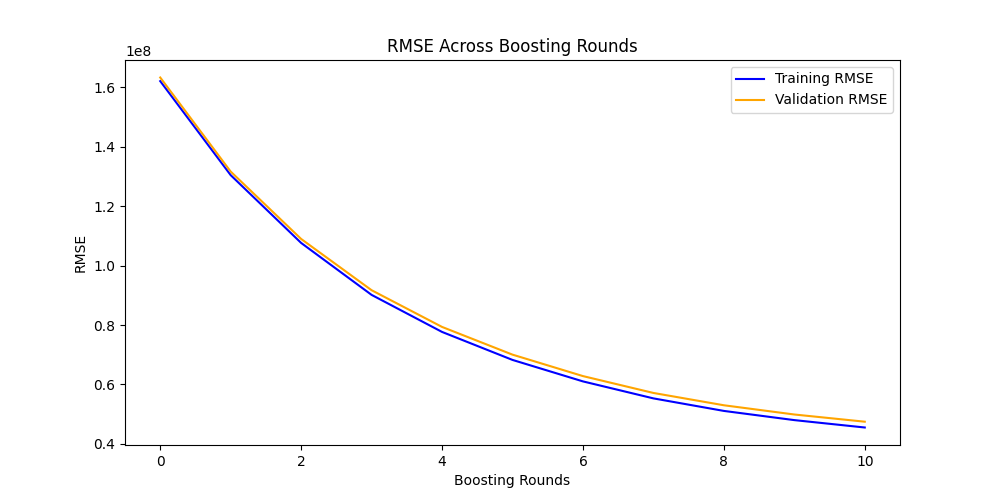 RMSE Across Boosting Rounds
1e8
Training RMSE
Validation RMSE
1.6
1.4
1.2
1.0
0.8
0.6
0.4
RMSE
0 2 4 6 8 10
Boosting Rounds